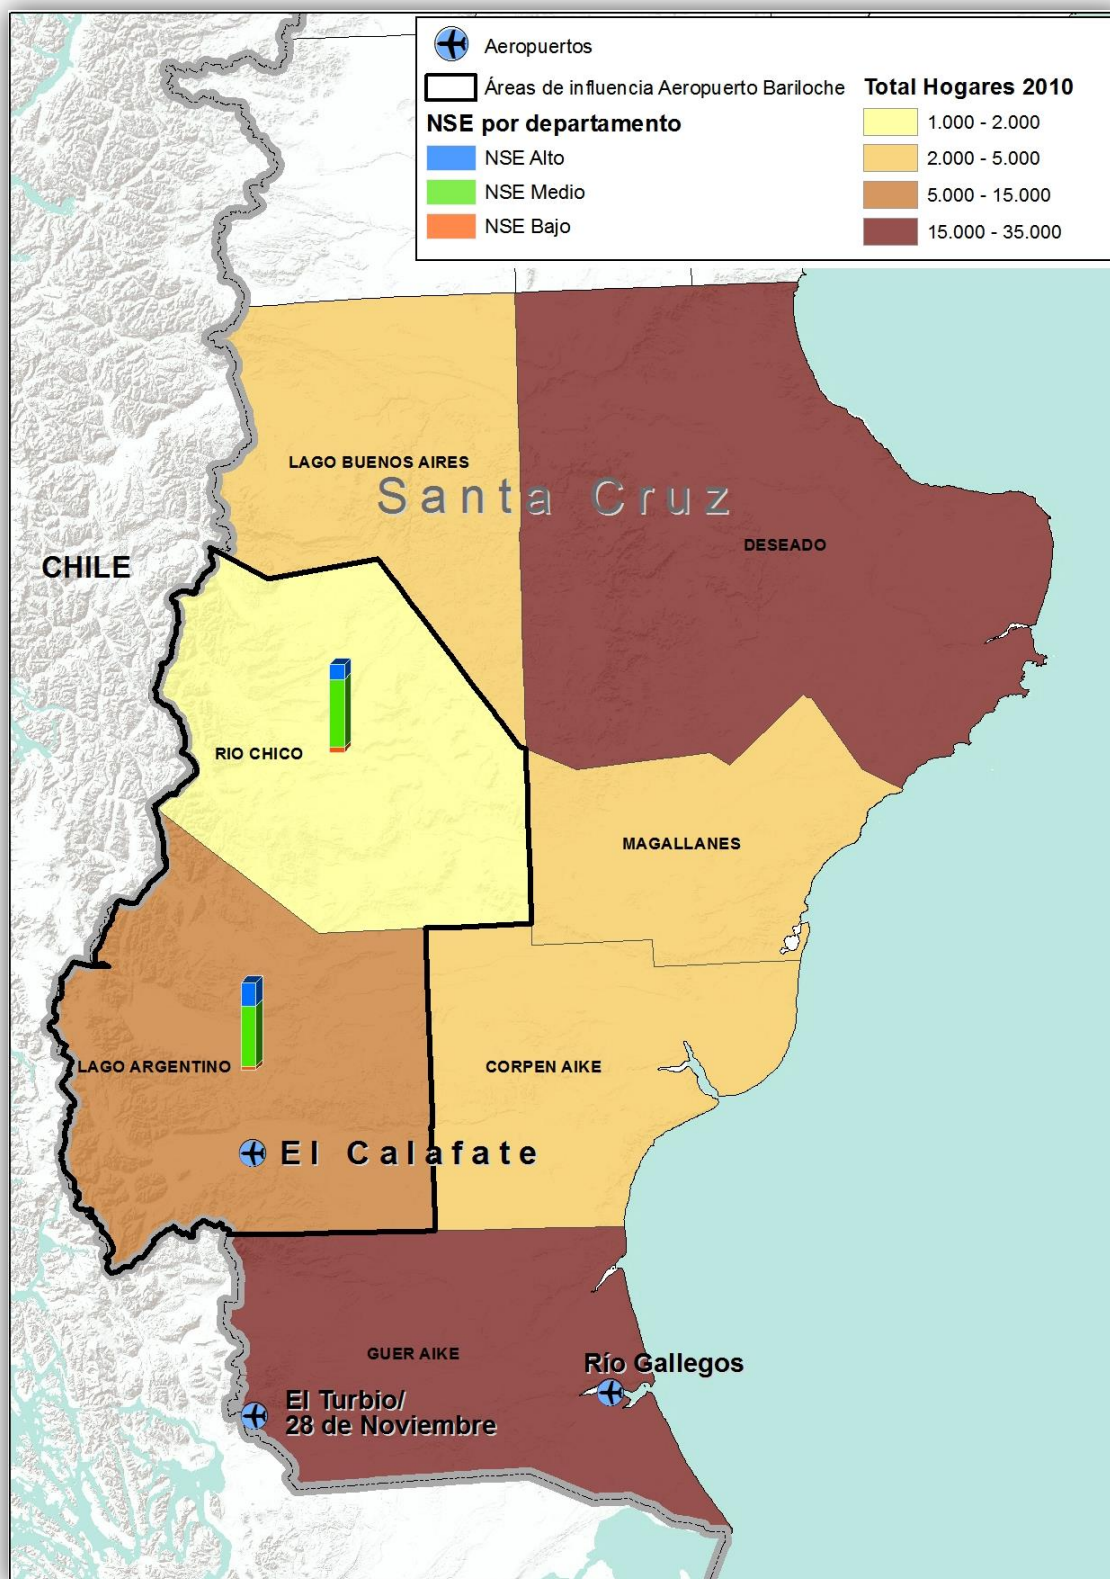 Aeropuertos
Áreas de influencia Aeropuerto Bariloche
NSE por departamento
NSE Alto
NSE Medio
NSE Bajo
Total Hogares 2010
1.000 - 2.000
2.000 - 5.000
5.000 - 15.000
15.000 - 35.000
LAGO BUENOS AIRES
Santa Cruz
DESEADO
CHILE
RIO CHICO
MAGALLANES
LAGO ARGENTINO
CORPEN AIKE
El Calafate
GUER AIKE
Río Gallegos
El Turbio/
28 de Noviembre